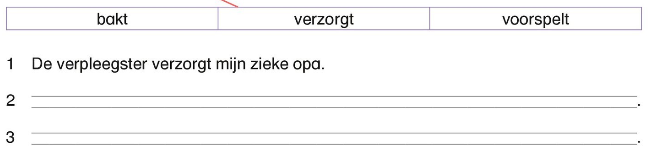 bakt verzorgt voorspelt
1 De verpleegster verzorgt mijn zieke opa.
2 .
3 .